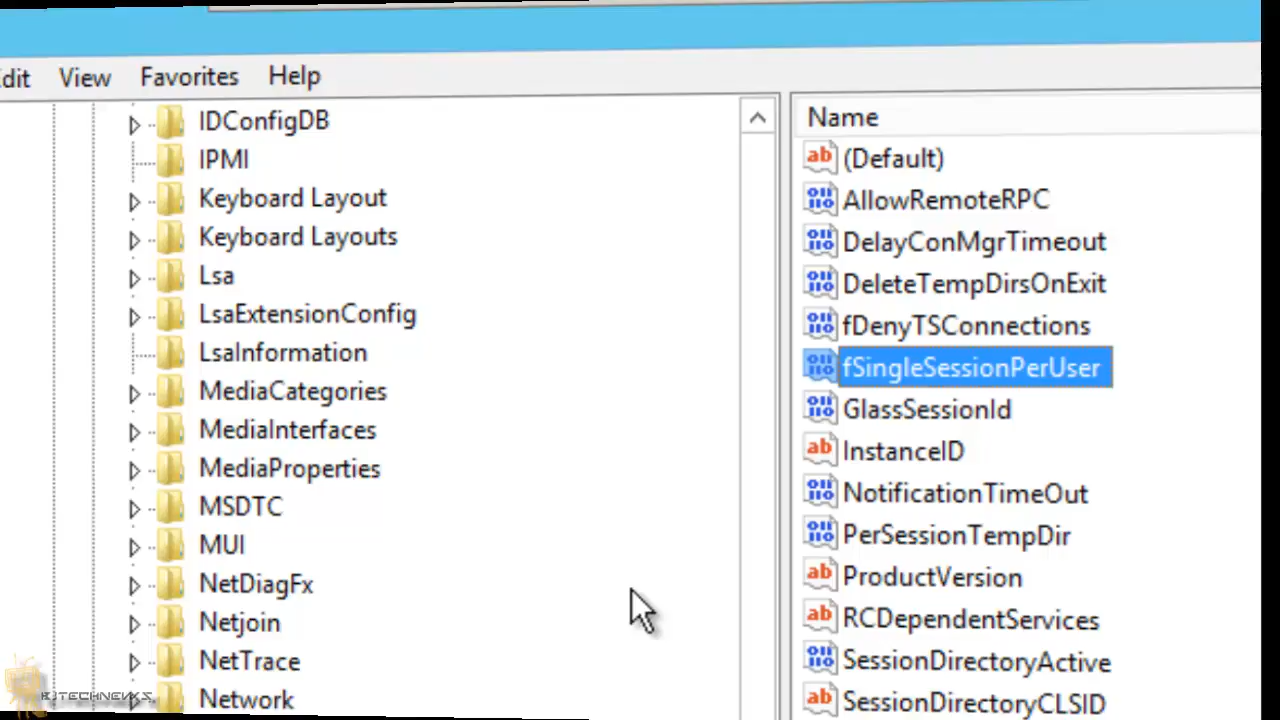 Edit View Favorites Help
IDConfigDB
IPMI
Keyboard Layout
Keyboard Layouts
Lsa
LsaExtensionConfig
LsaInformation
MediaCategories
MediaInterfaces
MediaProperties
MSDTC
MUI
NetDiagFx
Netjoin
NetTrace
Network
Name
(Default)
AllowRemoteRPC
DelayConMgrTimeout
DeleteTempDirsOnExit
fDenyTSConnections
fSingleSessionPerUser
GlassSessionId
InstanceID
NotificationTimeOut
PerSessionTempDir
ProductVersion
RCDependentServices
SessionDirectoryActive
SessionDirectoryCLSID